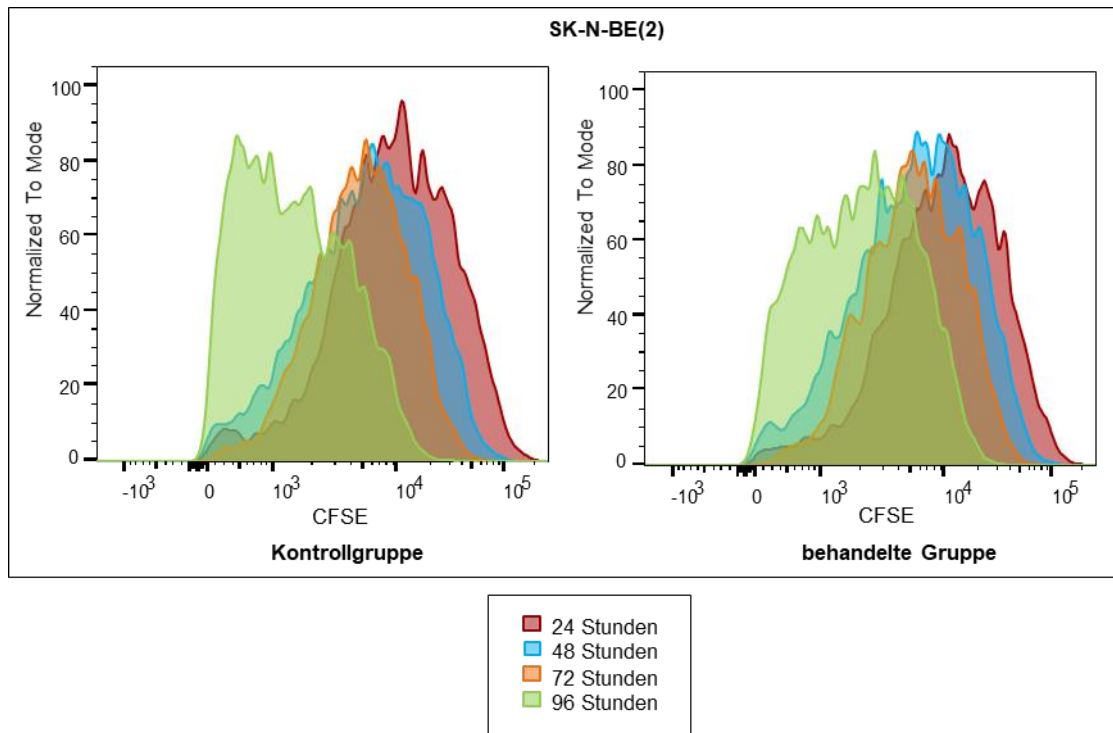 SK-N-BE(2)
Normalized To Mode
100
80
60
40
20
0
-10³ 0 10³ 10⁴ 10⁵
CFSE
Kontrollgruppe
Normalized To Mode
100
80
60
40
20
0
-10³ 0 10³ 10⁴ 10⁵
CFSE
behandelte Gruppe
24 Stunden
48 Stunden
72 Stunden
96 Stunden